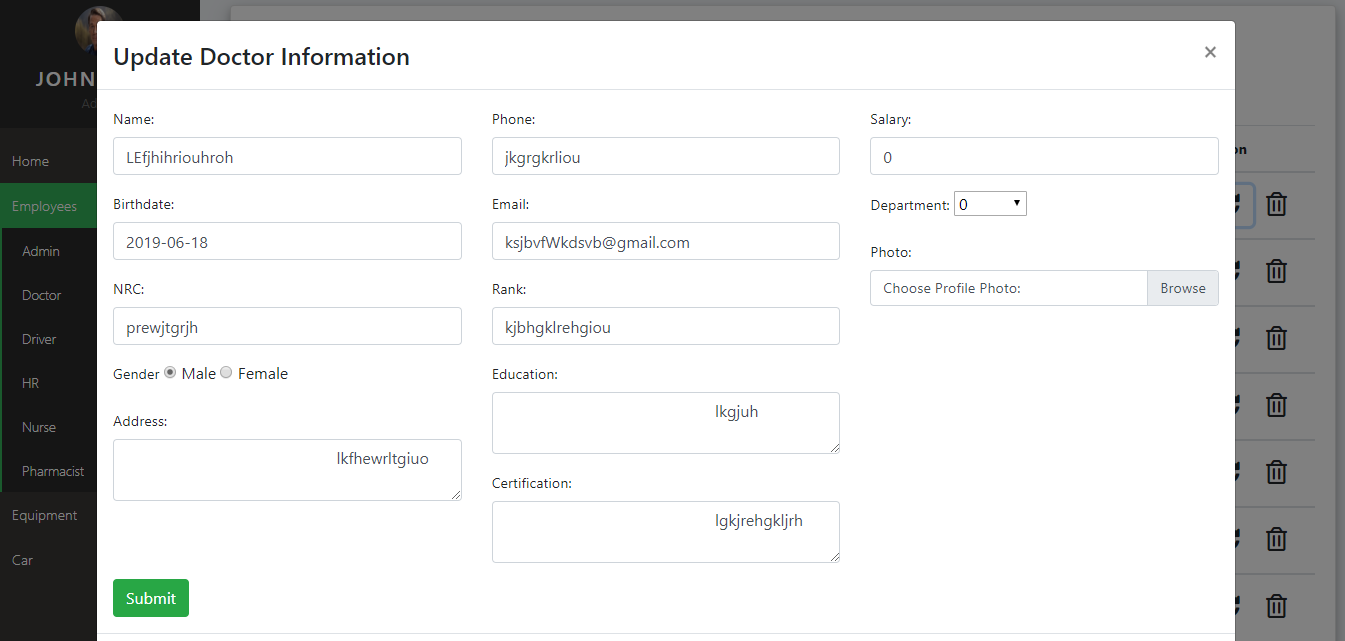 JOHN
Ad
Home
Employees
Admin
Doctor
Driver
HR
Nurse
Pharmacist
Equipment
Car
Update Doctor Information
×
Name:
LEfjhihriouhroh
Birthdate:
2019-06-18
NRC:
prewjtgrjh
Gender Male Female
Address:
lkfhewrltgiuo
Phone:
jkgrgkrliou
Email:
ksjbvfWkdsvb@gmail.com
Rank:
kjbhgklrehgiou
Education:
lkgjuh
Certification:
lgkjrehgkljrh
Salary:
0
Department: 0
Photo:
Choose Profile Photo: Browse
Submit
on